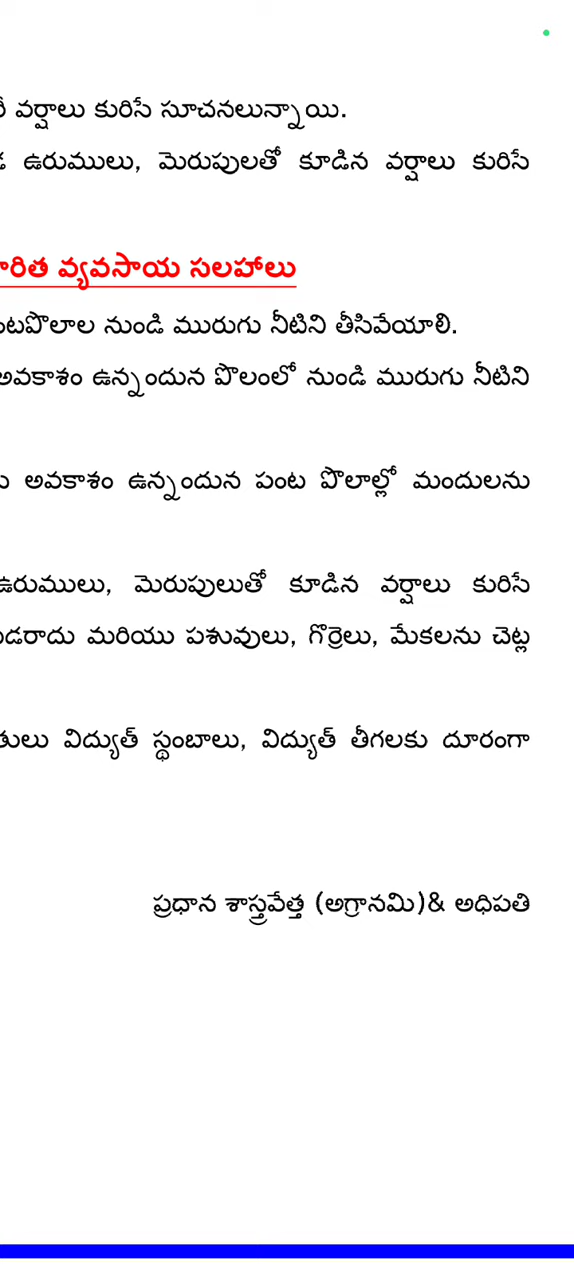 వర్షాలు కురిసే సూచనలున్నాయి.
ఉరుములు, మెరుపులతో కూడిన వర్షాలు కురిసే
వ్యవసాయ సలహాలు
నుండి మురుగు నీటిని తీసివేయాలి.
అవకాశం ఉన్నందున పొలంలో నుండి మురుగు నీటిని
అవకాశం ఉన్నందున పంట పొలాల్లో మందులను
ఉరుములు, మెరుపులుతో కూడిన వర్షాలు కురిసే
మరియు పశువులు, గొర్రెలు, మేకలను చెట్ల
విద్యుత్ స్థంబాలు, విద్యుత్ తీగలకు దూరంగా
ప్రధాన శాస్త్రవేత్త (అగ్రానమి)& అధిపతి